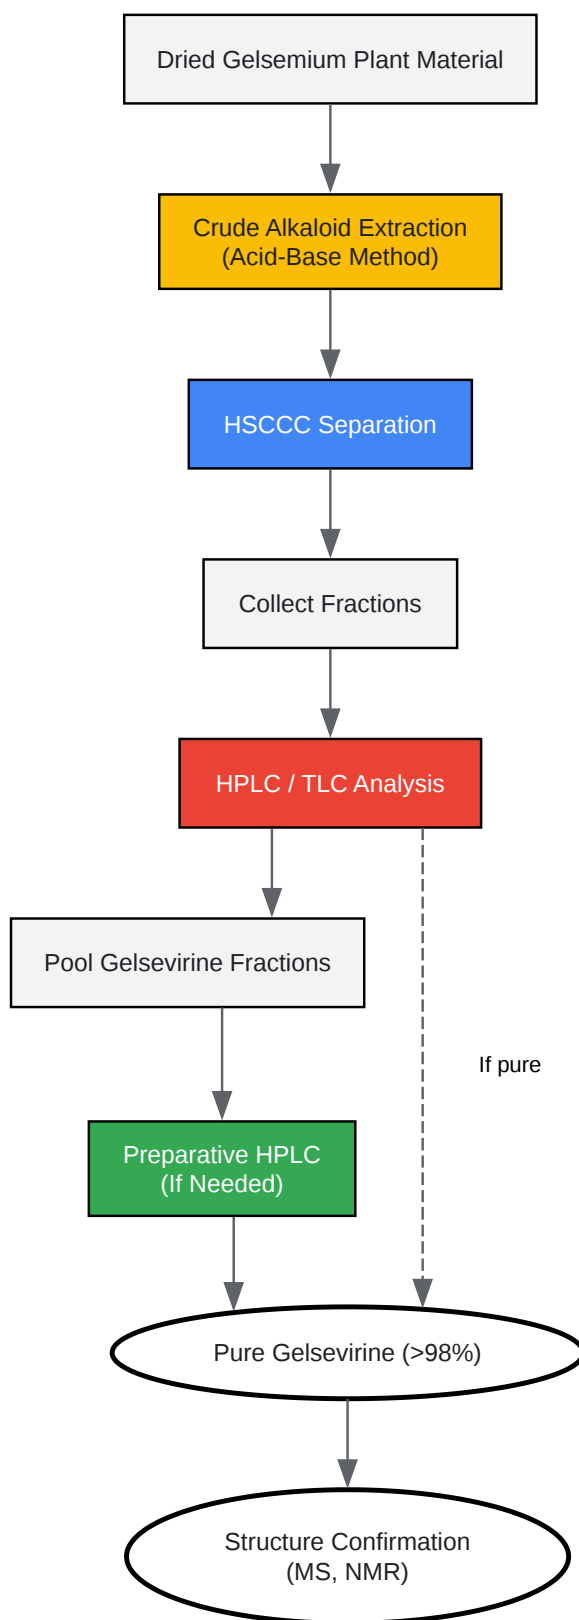 Dried Gelsemium Plant Material
Crude Alkaloid Extraction
(Acid-Base Method)
HSCCC Separation
Collect Fractions
HPLC / TLC Analysis
Pool Gelsevirine Fractions
If pure
Preparative HPLC
(If Needed)
Pure Gelsevirine (>98%)
Structure Confirmation
(MS, NMR)